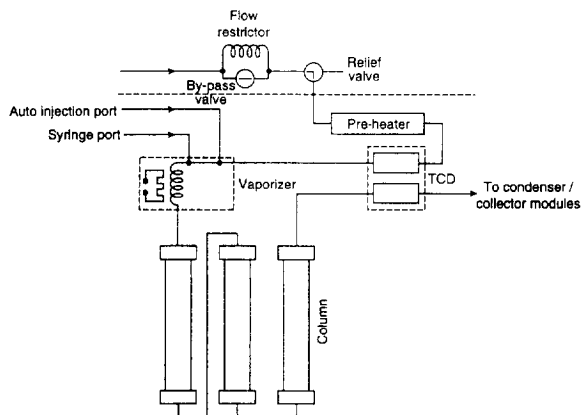 Flow
restrictor
Relief
valve
By-pass
valve
Auto injection port
Syringe port
Pre-heater
Vaporizer
TCD
To condenser /
collector modules
Column